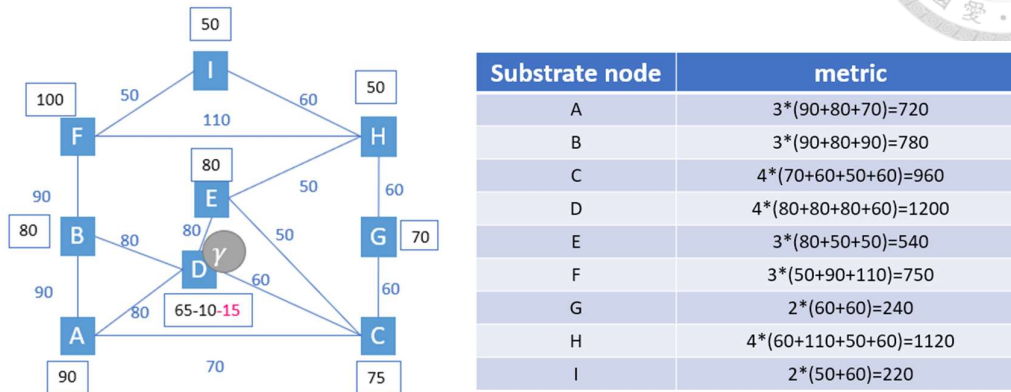 50
I
50
100
50
60
110
F
H
80
E
90
50
60
80
B
80
80
50
G
70
γ
D
90
60
60
65-10-15
80
A
C
70
90
75
愛
Substrate node metric
A 3*(90+80+70)=720
B 3*(90+80+90)=780
C 4*(70+60+50+60)=960
D 4*(80+80+80+60)=1200
E 3*(80+50+50)=540
F 3*(50+90+110)=750
G 2*(60+60)=240
H 4*(60+110+50+60)=1120
I 2*(50+60)=220